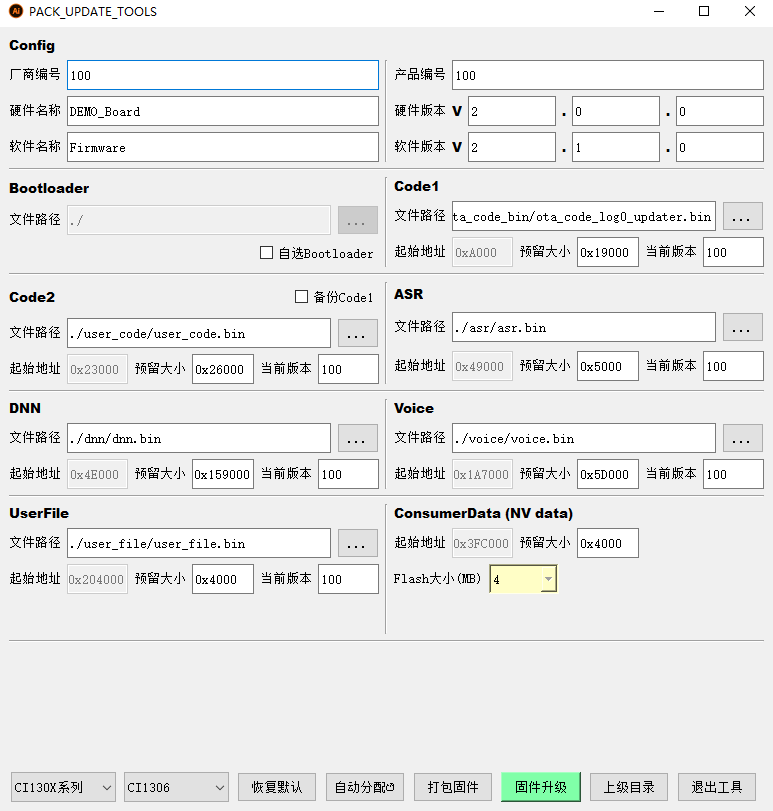 PACK_UPDATE_TOOLS
Config
厂商编号 100
产品编号 100
硬件名称 DEMO_Board
硬件版本 V 2 . 0 . 0
软件名称 Firmware
软件版本 V 2 . 1 . 0
Bootloader
文件路径 ./ ...
自选Bootloader
Code1
文件路径 ta_code_bin/ota_code_log0_updater.bin ...
起始地址 0xA000 预留大小 0x19000 当前版本 100
Code2 备份Code1
文件路径 ./user_code/user_code.bin ...
起始地址 0x23000 预留大小 0x26000 当前版本 100
ASR
文件路径 ./asr/asr.bin ...
起始地址 0x49000 预留大小 0x5000 当前版本 100
DNN
文件路径 ./dnn/dnn.bin ...
起始地址 0x4E000 预留大小 0x159000 当前版本 100
Voice
文件路径 ./voice/voice.bin ...
起始地址 0x1A7000 预留大小 0x5D000 当前版本 100
UserFile
文件路径 ./user_file/user_file.bin ...
起始地址 0x204000 预留大小 0x4000 当前版本 100
ConsumerData (NV data)
起始地址 0x3FC000 预留大小 0x4000
Flash大小(MB) 4
CI130X系列 CI1306 恢复默认 自动分配 打包固件 固件升级 上级目录 退出工具